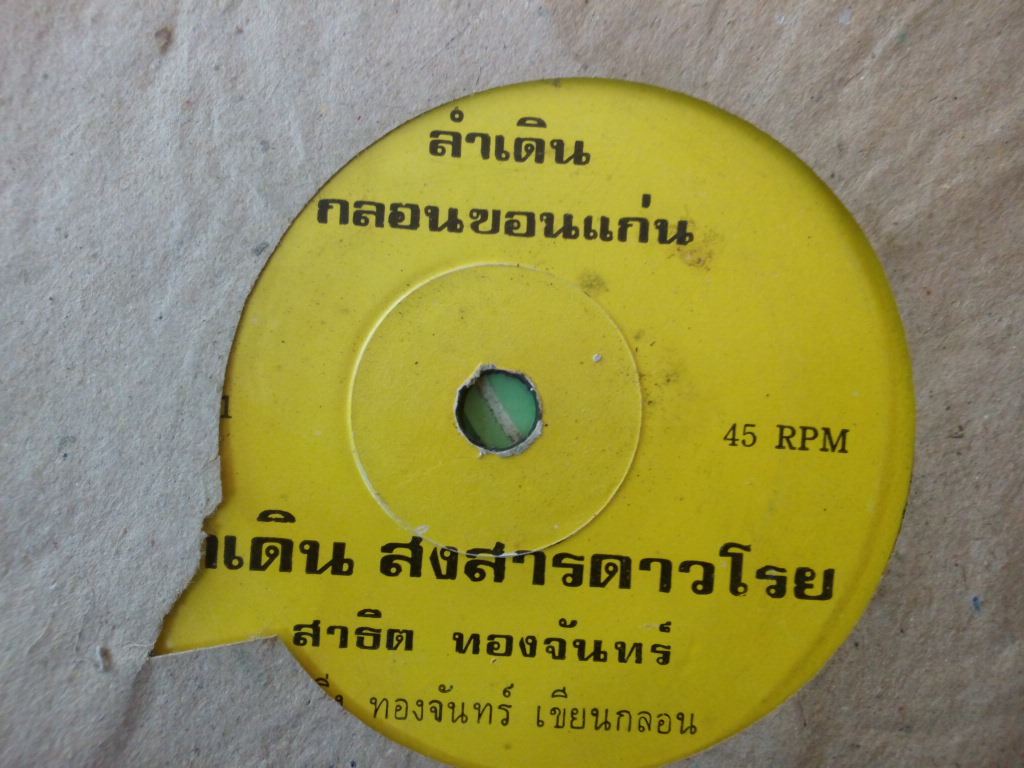 ลำเดิน
กลอนขอนแก่น
1
45 RPM
ำเดิน สงสารดาวโรย
สาธิต ทองจันทร์
ทองจันทร์ เขียนกลอน